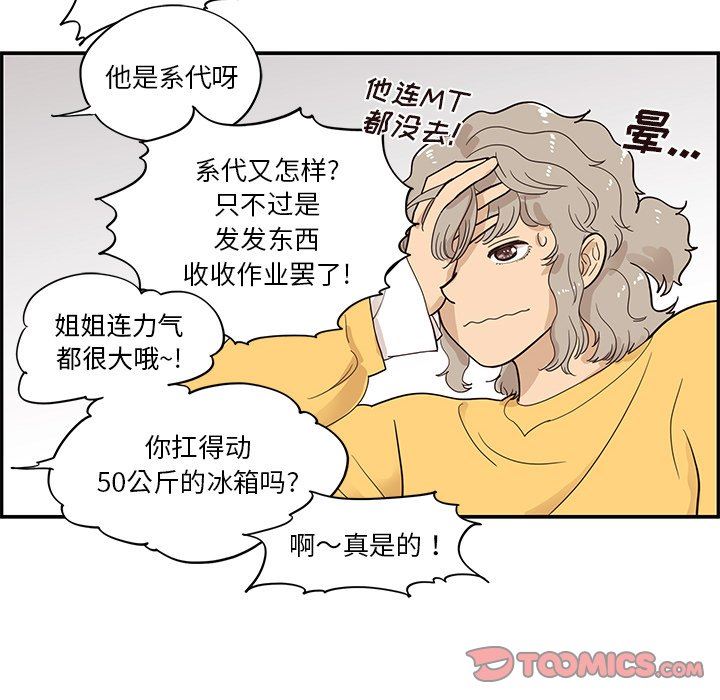 他是系代呀
他连MT
都没去!
晕...
系代又怎样?
只不过是
发发东西
收收作业罢了!
姐姐连力气
都很大哦~!
你扛得动
50公斤的冰箱吗?
啊～真是的！
TOOMICS.COM